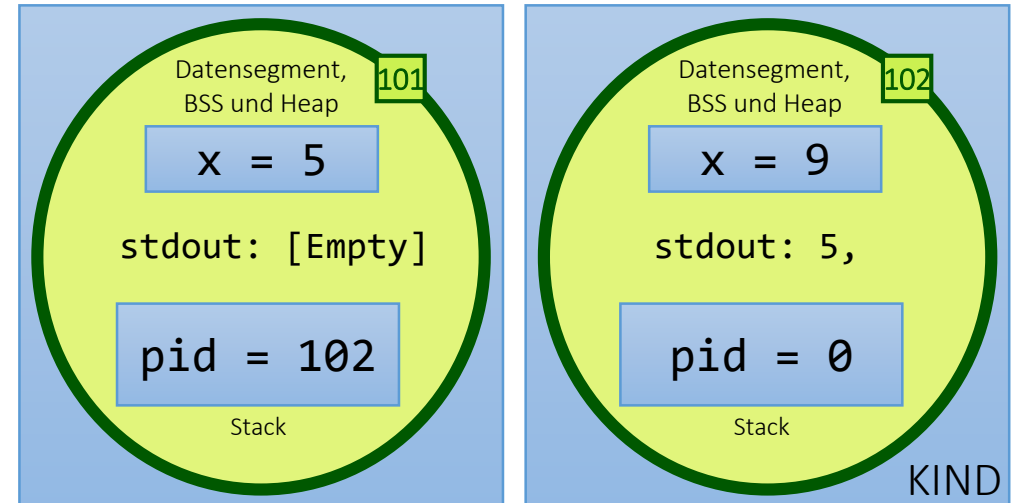 101
Datensegment,
BSS und Heap
x = 5
stdout: [Empty]
pid = 102
Stack
102
Datensegment,
BSS und Heap
x = 9
stdout: 5,
pid = 0
Stack
KIND